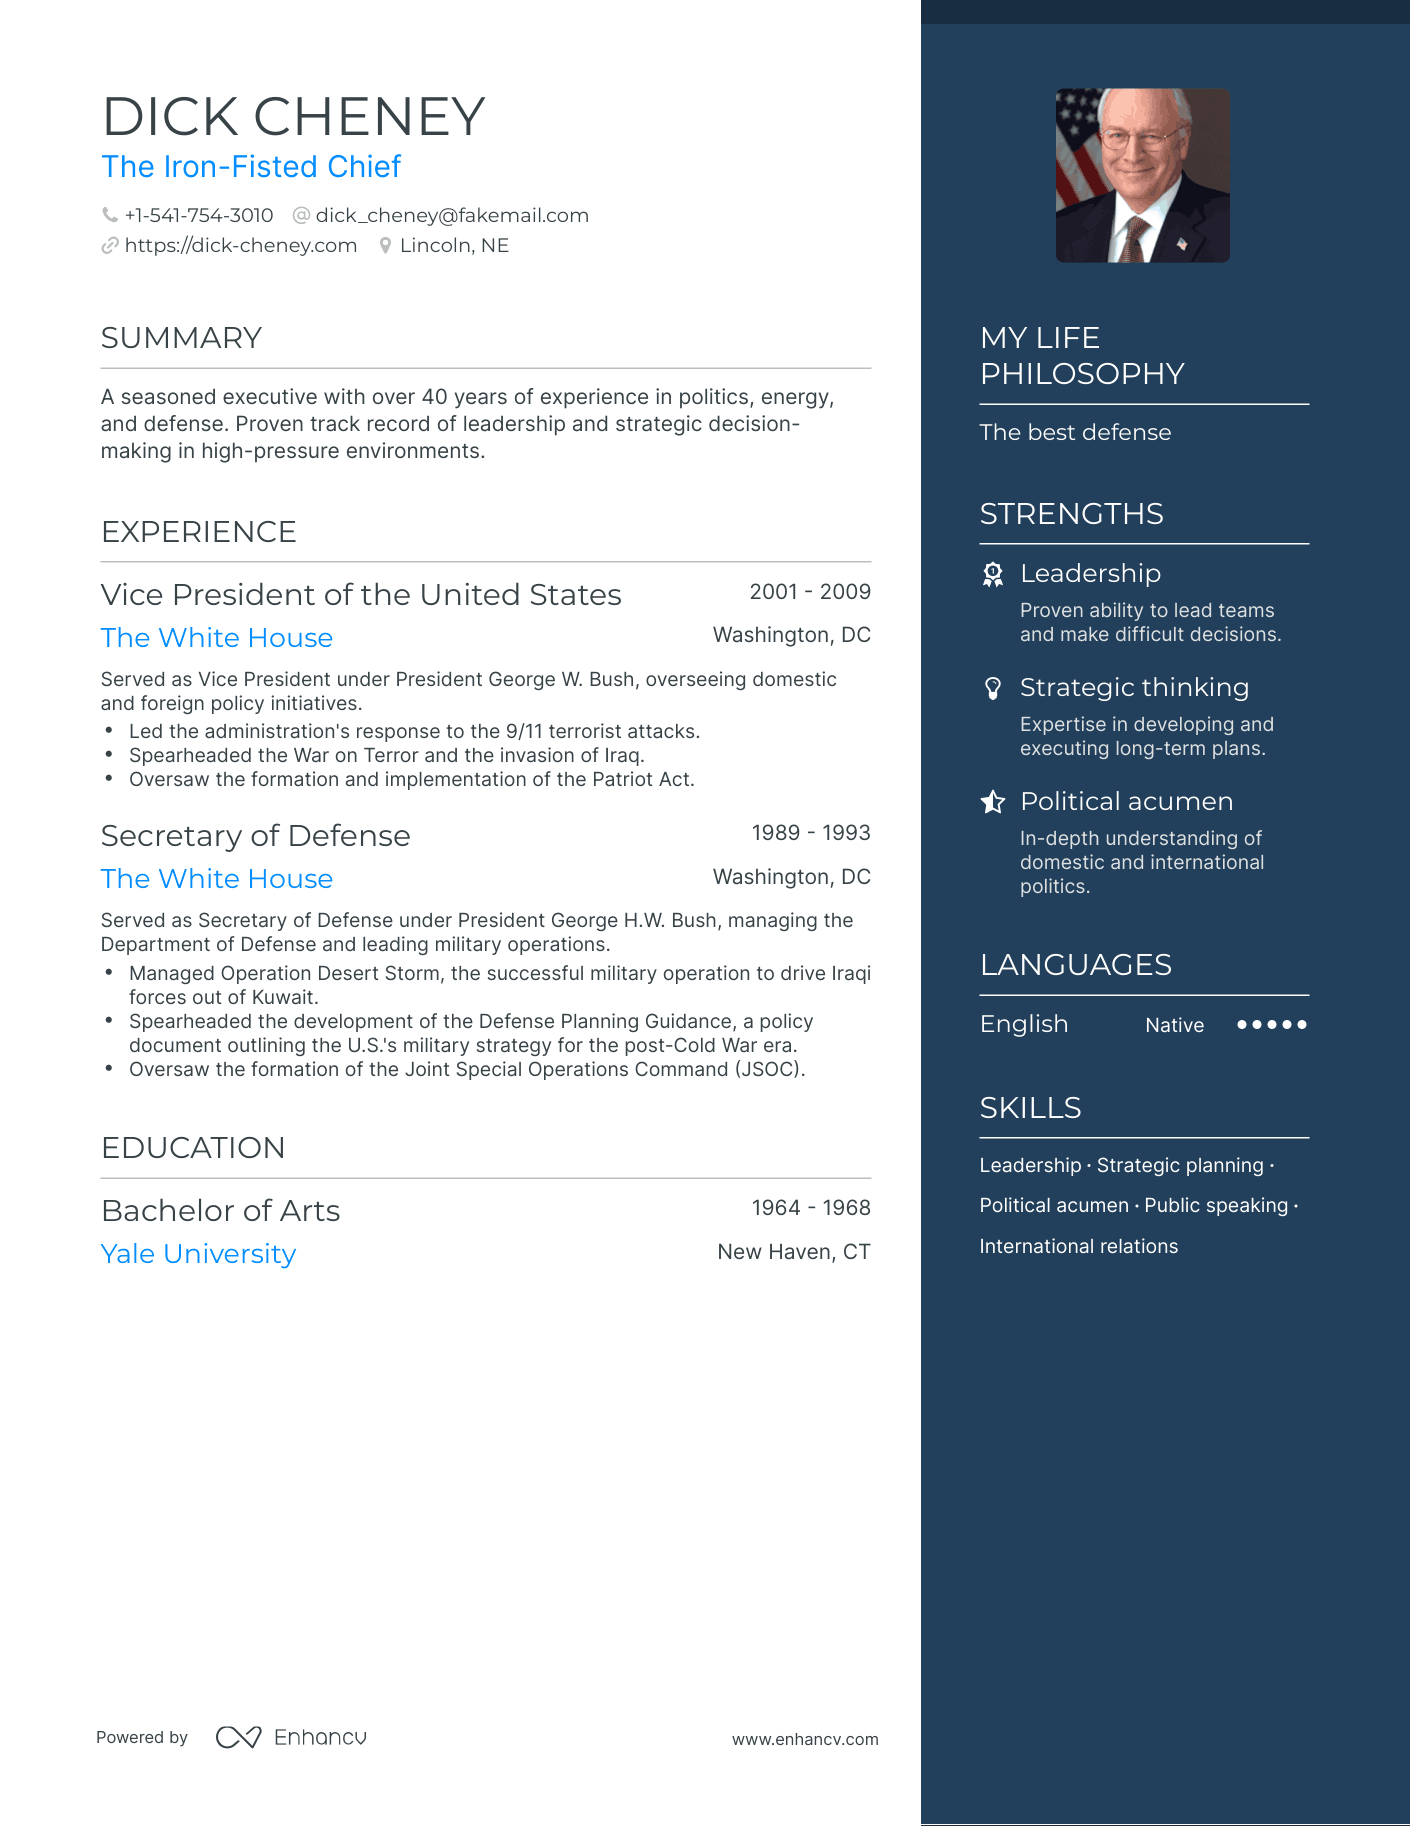 DICK CHENEY
The Iron-Fisted Chief
+1-541-754-3010 @ dick_cheney@fakemail.com
https://dick-cheney.com Lincoln, NE
SUMMARY
A seasoned executive with over 40 years of experience in politics, energy,
and defense. Proven track record of leadership and strategic decision-
making in high-pressure environments.
EXPERIENCE
Vice President of the United States 2001 - 2009
The White House Washington, DC
Served as Vice President under President George W. Bush, overseeing domestic
and foreign policy initiatives.
• Led the administration's response to the 9/11 terrorist attacks.
• Spearheaded the War on Terror and the invasion of Iraq.
• Oversaw the formation and implementation of the Patriot Act.
Secretary of Defense 1989 - 1993
The White House Washington, DC
Served as Secretary of Defense under President George H.W. Bush, managing the
Department of Defense and leading military operations.
• Managed Operation Desert Storm, the successful military operation to drive Iraqi
forces out of Kuwait.
• Spearheaded the development of the Defense Planning Guidance, a policy
document outlining the U.S.'s military strategy for the post-Cold War era.
• Oversaw the formation of the Joint Special Operations Command (JSOC).
EDUCATION
Bachelor of Arts 1964 - 1968
Yale University New Haven, CT
MY LIFE
PHILOSOPHY
The best defense
STRENGTHS
Leadership
Proven ability to lead teams
and make difficult decisions.
Strategic thinking
Expertise in developing and
executing long-term plans.
Political acumen
In-depth understanding of
domestic and international
politics.
LANGUAGES
English Native
SKILLS
Leadership · Strategic planning ·
Political acumen · Public speaking ·
International relations
Powered by Enhancv www.enhancv.com